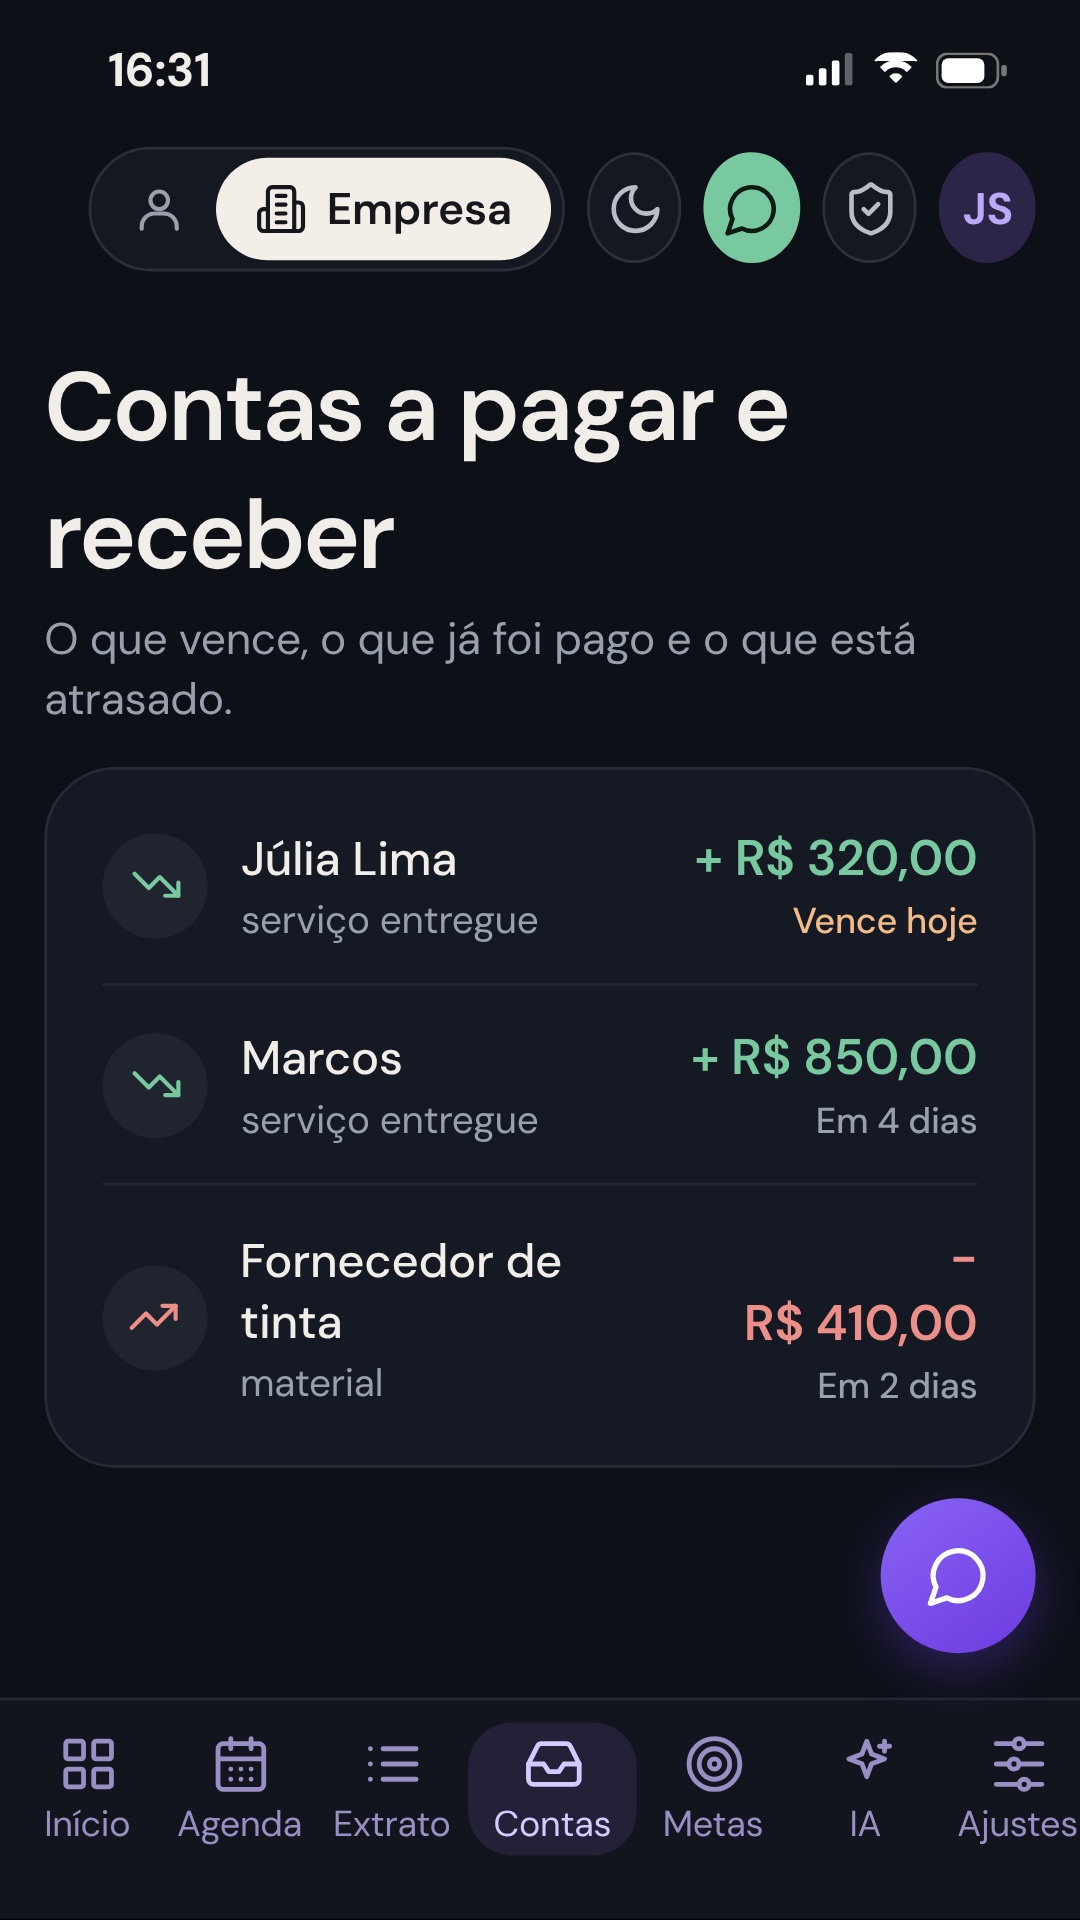 16:31
Empresa
JS
Contas a pagar e
receber
O que vence, o que já foi pago e o que está
atrasado.
Júlia Lima
+ R$ 320,00
serviço entregue
Vence hoje
Marcos
+ R$ 850,00
serviço entregue
Em 4 dias
Fornecedor de
tinta
−
R$ 410,00
material
Em 2 dias
Início
Agenda
Extrato
Contas
Metas
IA
Ajustes